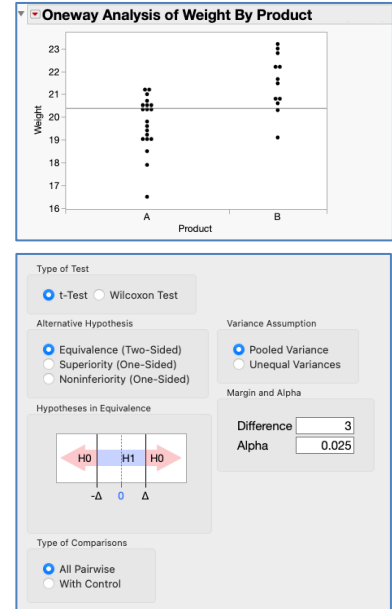 Oneway Analysis of Weight By Product
23
22
21
20
19
18
17
16
Weight
A B
Product
Type of Test
t-Test Wilcoxon Test
Alternative Hypothesis
Equivalence (Two-Sided)
Superiority (One-Sided)
Noninferiority (One-Sided)
Variance Assumption
Pooled Variance
Unequal Variances
Margin and Alpha
Difference 3
Alpha 0.025
Hypotheses in Equivalence
H0 H1 H0
-Δ 0 Δ
Type of Comparisons
All Pairwise
With Control